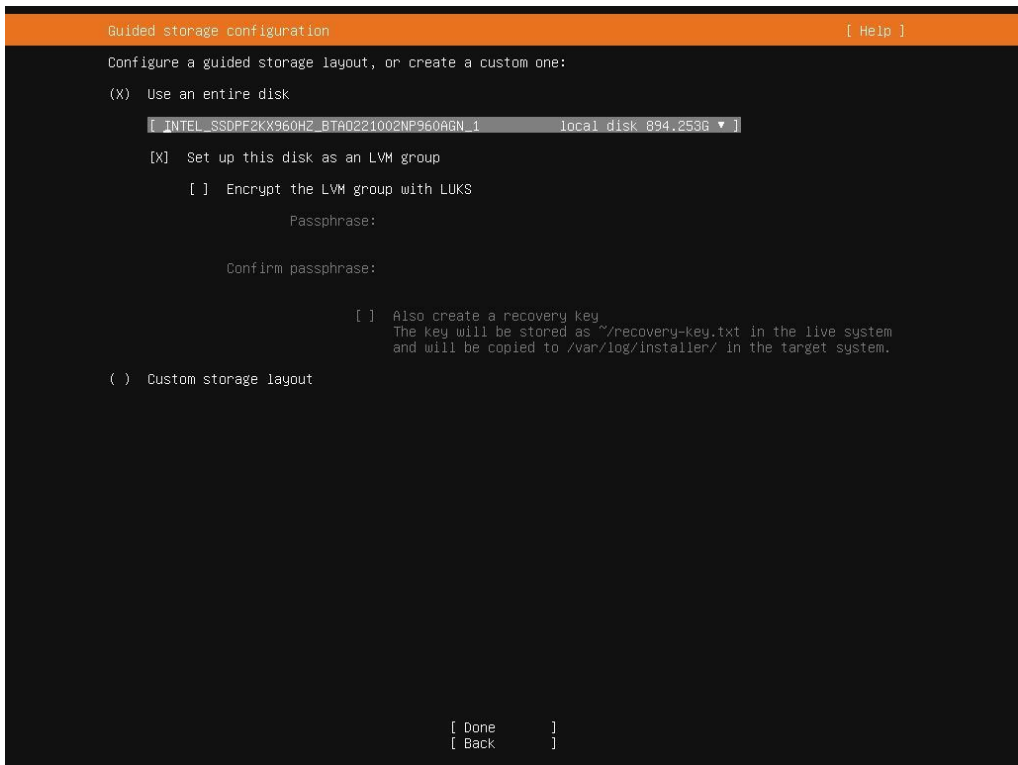 Guided storage configuration [ Help ]
Configure a guided storage layout, or create a custom one:
(X) Use an entire disk
[ INTEL_SSDPF2KX960HZ_BTAO221002NP960AGN_1 local disk 894.253G ▾ ]
[X] Set up this disk as an LVM group
[ ] Encrypt the LVM group with LUKS
Passphrase:
Confirm passphrase:
[ ] Also create a recovery key
The key will be stored as ~/recovery-key.txt in the live system
and will be copied to /var/log/installer/ in the target system.
( ) Custom storage layout
[ Done ]
[ Back ]